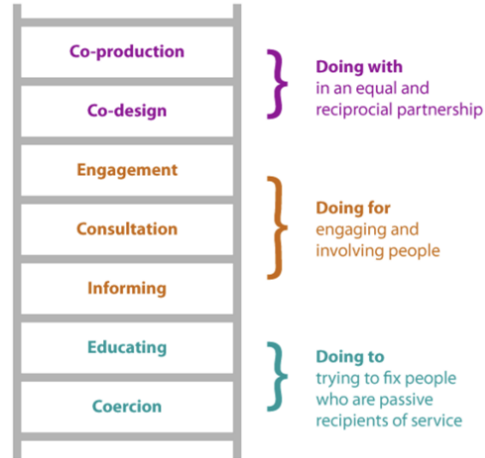 Co-production
Co-design
Doing with
in an equal and
reciprocial partnership
Engagement
Consultation
Informing
Doing for
engaging and
involving people
Educating
Coercion
Doing to
trying to fix people
who are passive
recipients of service